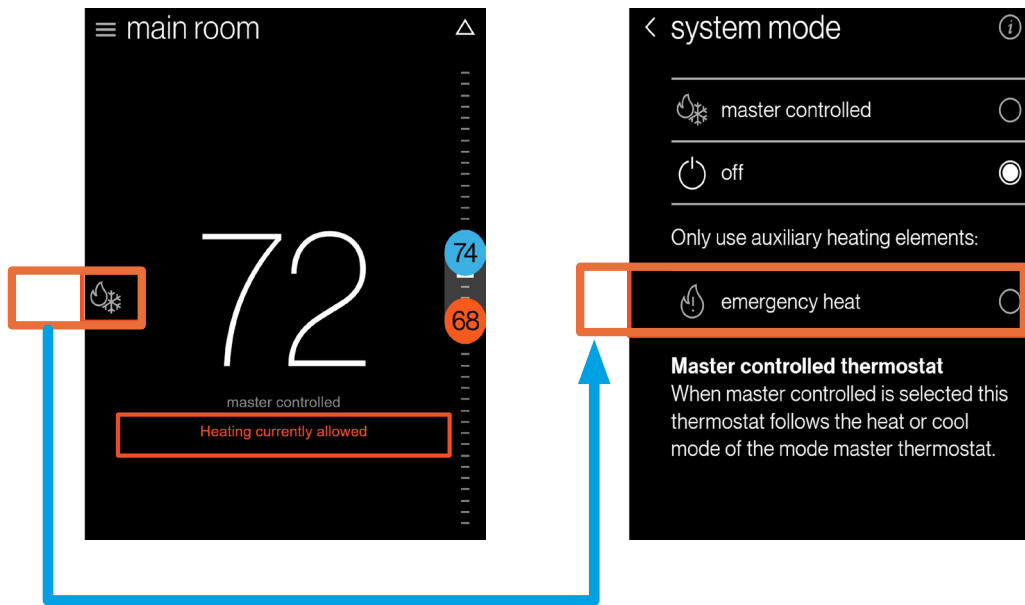 main room
74
72
68
master controlled
Heating currently allowed
system mode
i
master controlled
off
Only use auxiliary heating elements:
emergency heat
Master controlled thermostat
When master controlled is selected this
thermostat follows the heat or cool
mode of the mode master thermostat.